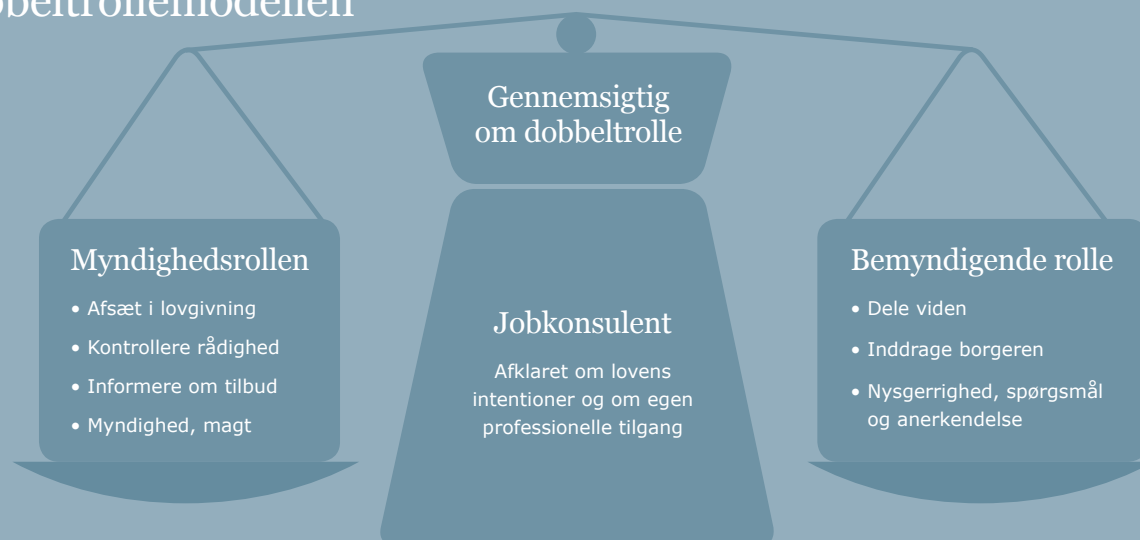 Gennemsigtig
om dobbeltrolle
Myndighedsrollen
• Afsæt i lovgivning
• Kontrollere rådighed
• Informere om tilbud
• Myndighed, magt
Jobkonsulent
Afklaret om lovens
intentioner og om egen
professionelle tilgang
Bemyndigende rolle
• Dele viden
• Inddrage borgeren
• Nysgerrighed, spørgsmål
og anerkendelse